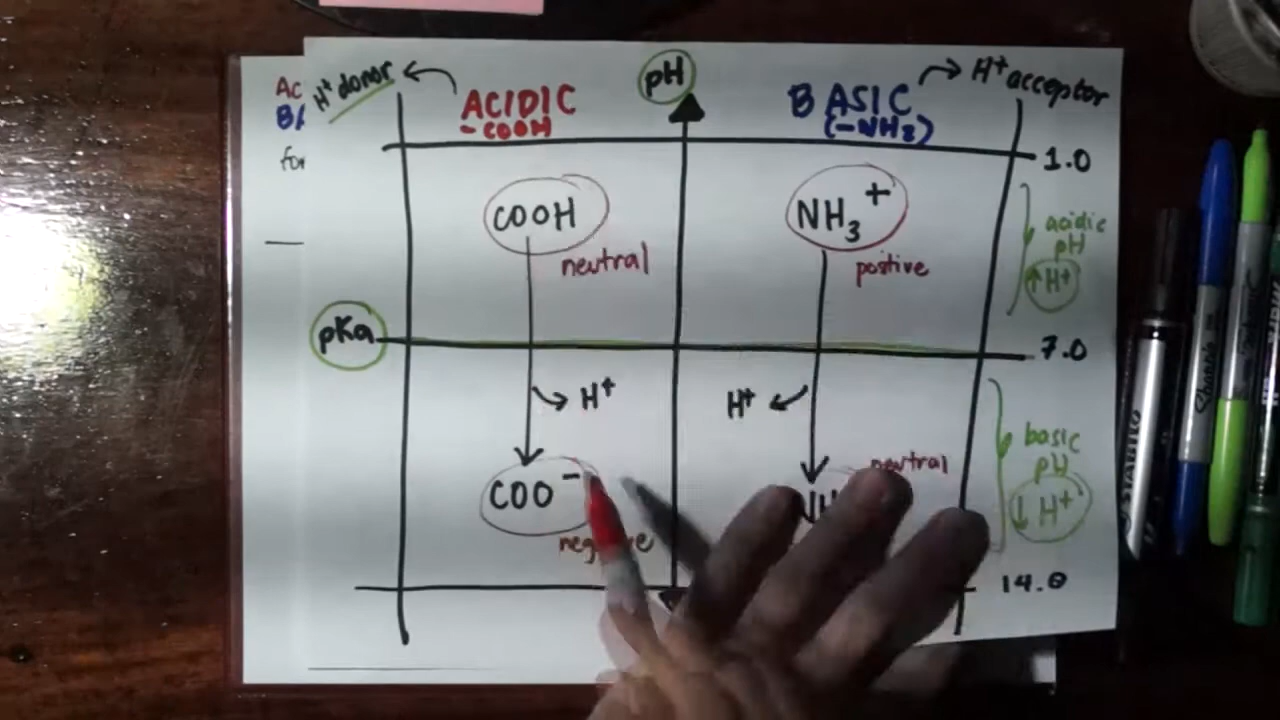 H+ donor
ACIDIC
-COOH
pH
BASIC
(-NH2)
H+ acceptor
1.0
COOH
neutral
NH3+
postive
acidic
pH
↑ H+
pKa
7.0
H+
H+
COO-
neutral
basic
pH
↓ H+
14.0